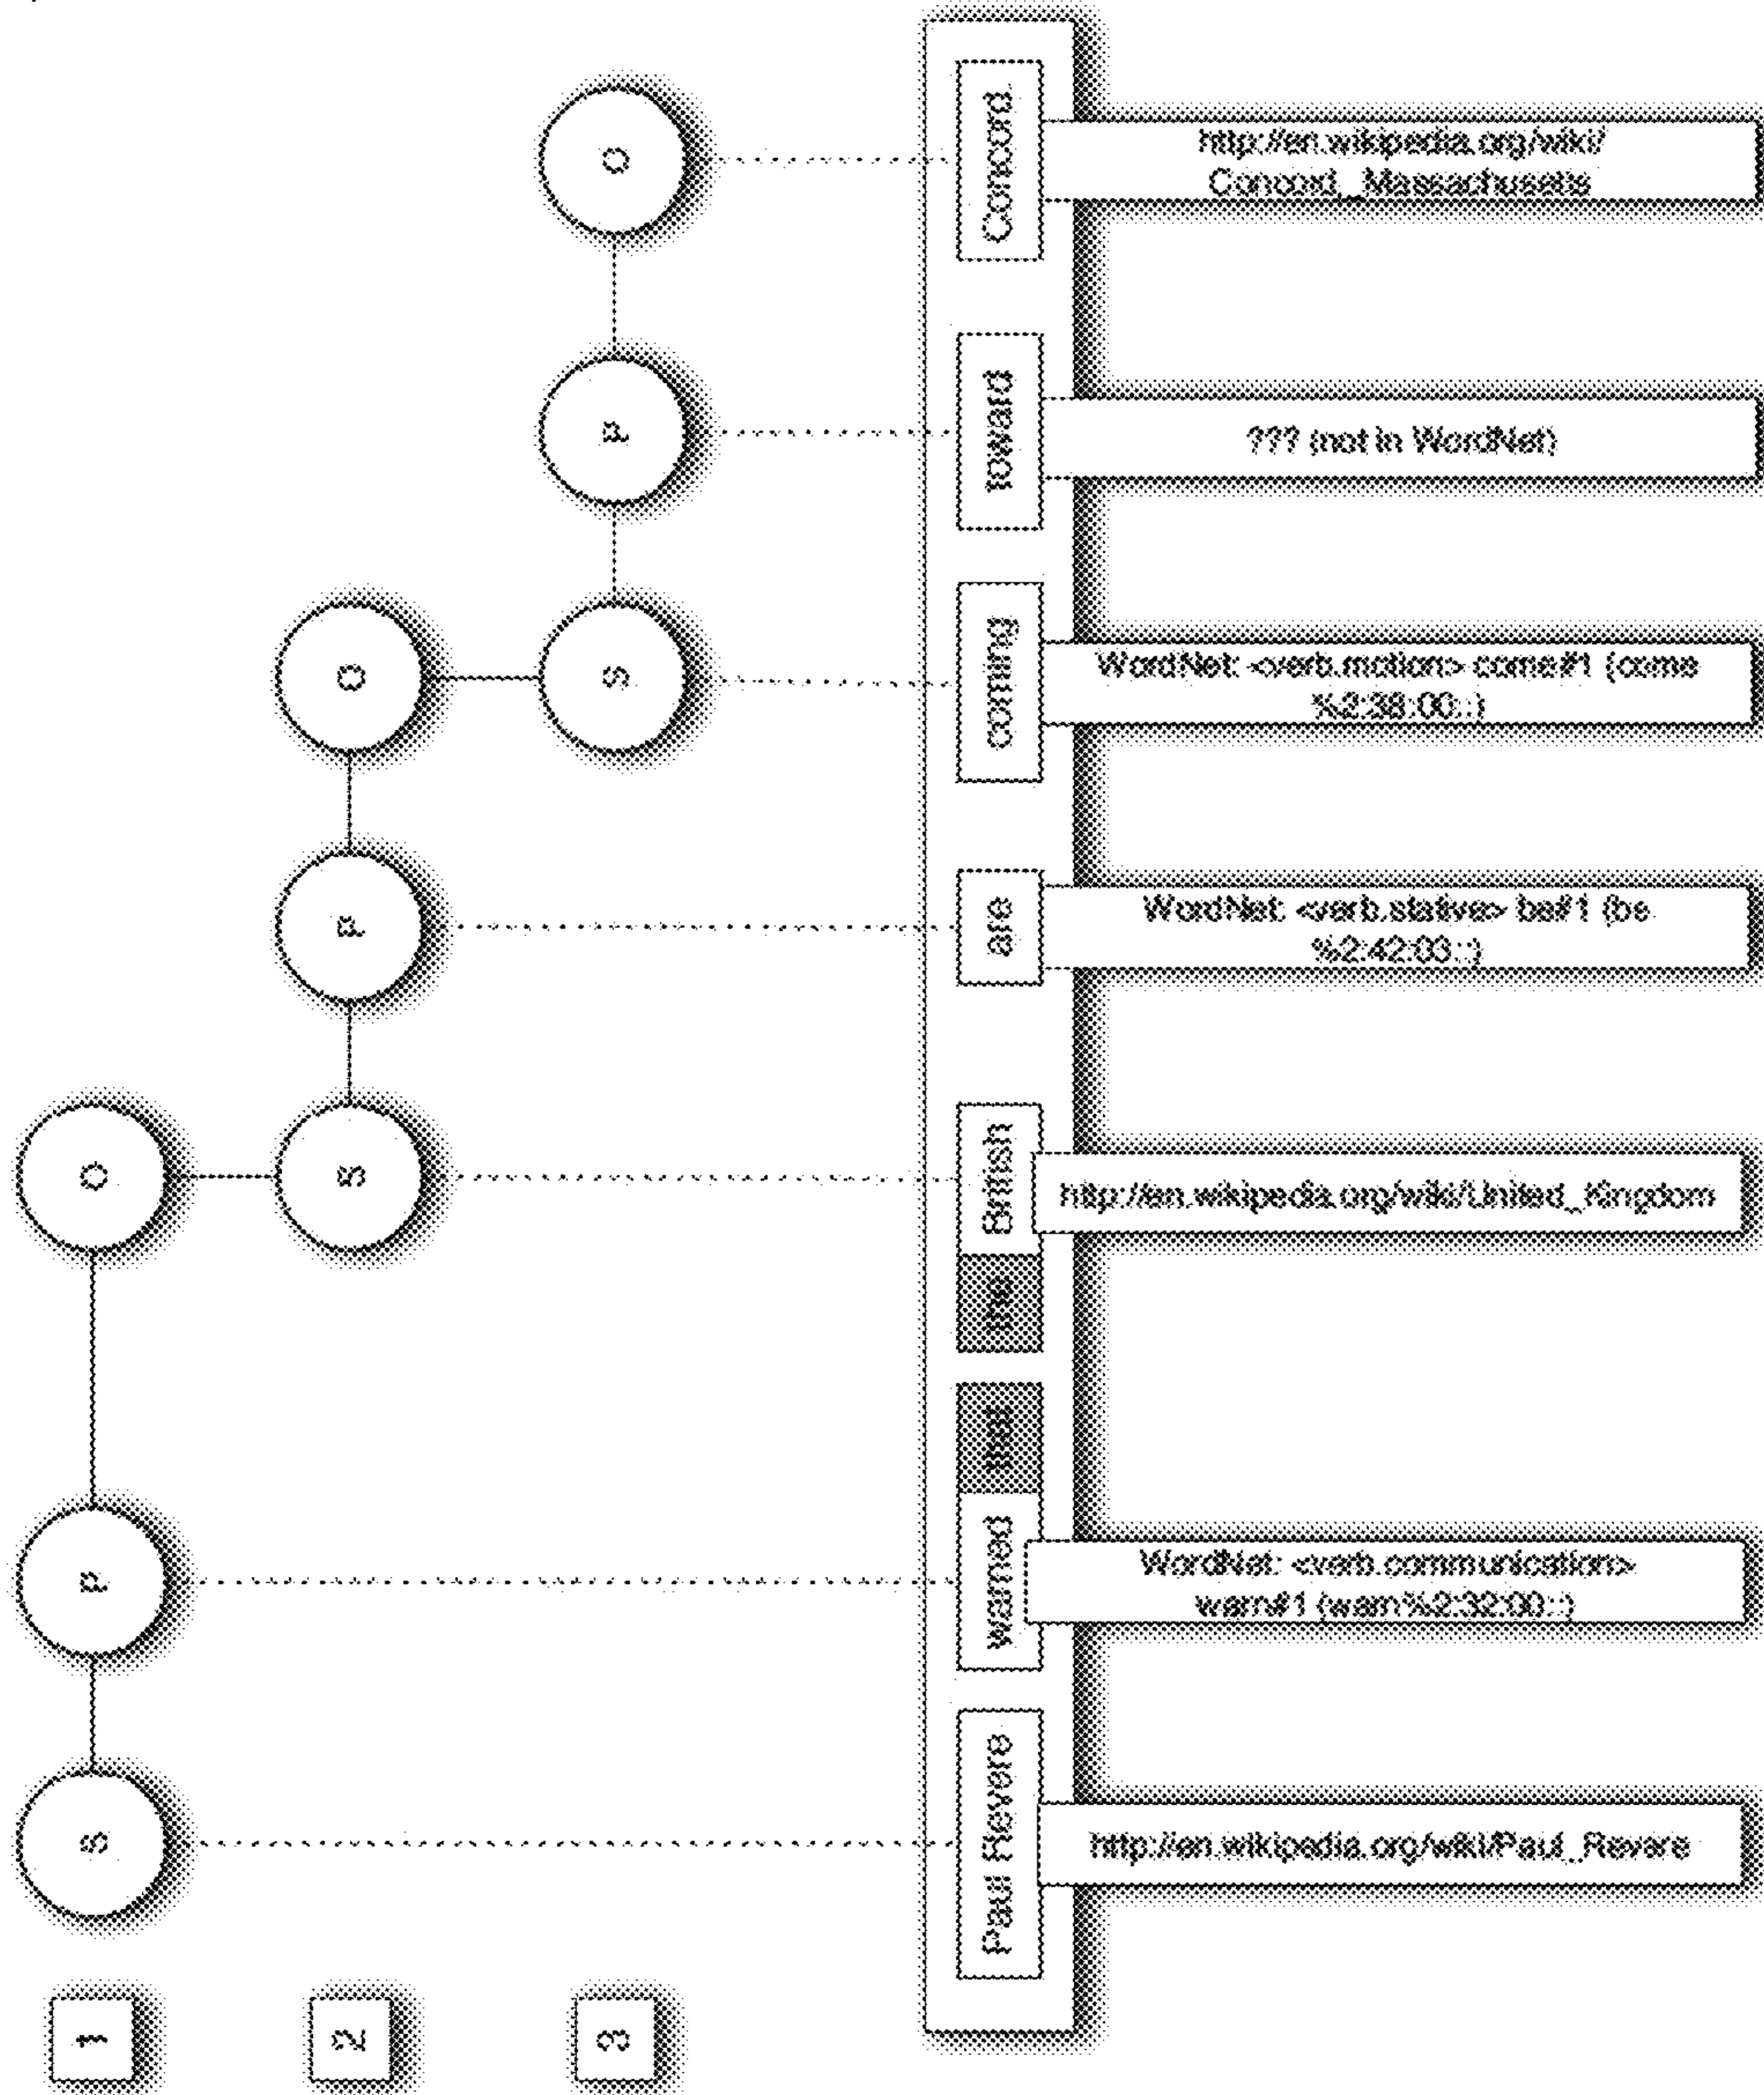 1
S
P
O
2
S
P
O
3
S
P
O
Paul Revere
warned
that
the
British
are
coming
toward
Concord.
http://en.wikipedia.org/wiki/Paul_Revere
WordNet: <verb.communication>
warn#1 (warn%2:32:00::)
http://en.wikipedia.org/wiki/United_Kingdom
WordNet: <verb.stative> be#1 (be
%2:42:03::)
WordNet: <verb.motion> come#1 (come
%2:38:00::)
??? (not in WordNet)
http://en.wikipedia.org/wiki/
Concord,_Massachusetts